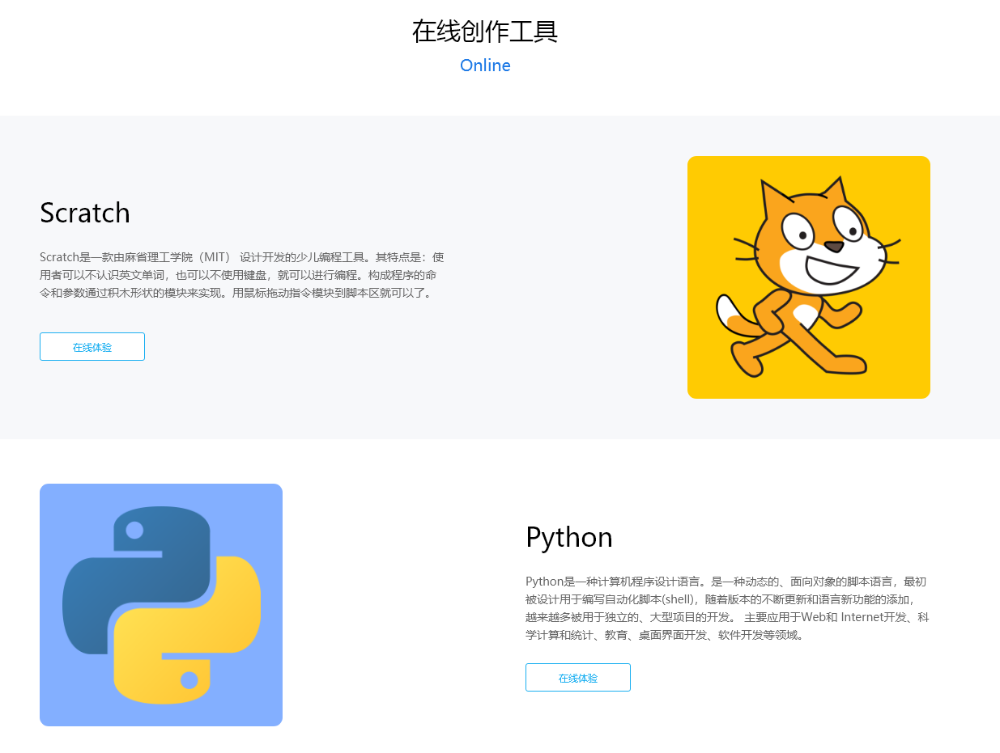 在线创作工具
Online
Scratch
Scratch是一款由麻省理工学院（MIT） 设计开发的少儿编程工具。其特点是：使
用者可以不认识英文单词，也可以不使用键盘，就可以进行编程。构成程序的命
令和参数通过积木形状的模块来实现。用鼠标拖动指令模块到脚本区就可以了。
在线体验
Python
Python是一种计算机程序设计语言。是一种动态的、面向对象的脚本语言，最初
被设计用于编写自动化脚本(shell)，随着版本的不断更新和语言新功能的添加，
越来越多被用于独立的、大型项目的开发。 主要应用于Web和 Internet开发、科
学计算和统计、教育、桌面界面开发、软件开发等领域。
在线体验